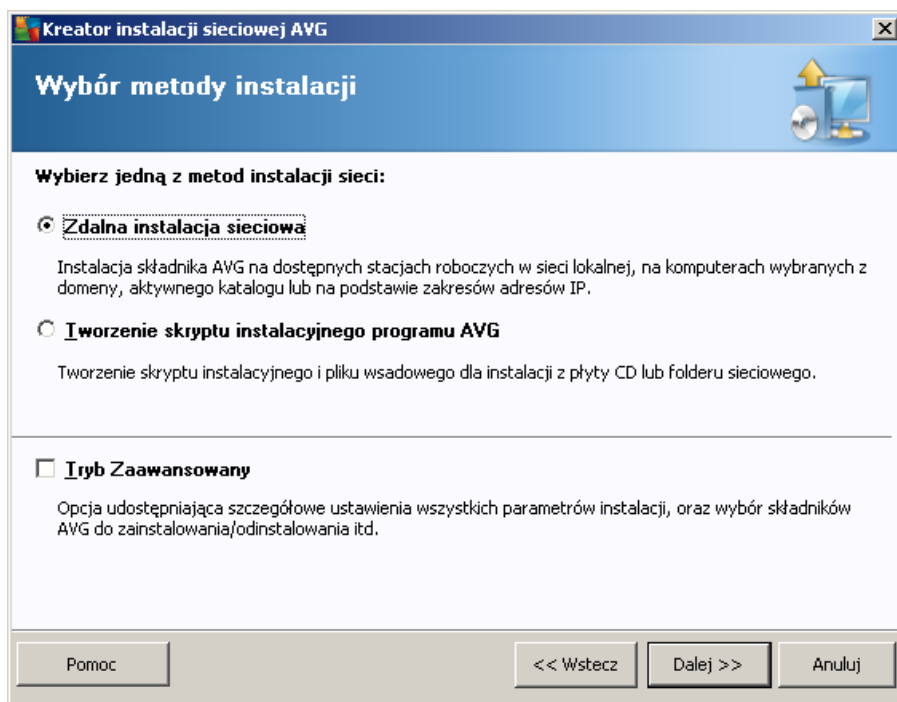 Kreator instalacji sieciowej AVG
Wybór metody instalacji
Wybierz jedną z metod instalacji sieci:
Zdalna instalacja sieciowa
Instalacja składnika AVG na dostępnych stacjach roboczych w sieci lokalnej, na komputerach wybranych z
domeny, aktywnego katalogu lub na podstawie zakresów adresów IP.
Tworzenie skryptu instalacyjnego programu AVG
Tworzenie skryptu instalacyjnego i pliku wsadowego dla instalacji z płyty CD lub folderu sieciowego.
Tryb Zaawansowany
Opcja udostępniająca szczegółowe ustawienia wszystkich parametrów instalacji, oraz wybór składników
AVG do zainstalowania/odinstalowania itd.
Pomoc << Wstecz Dalej >> Anuluj